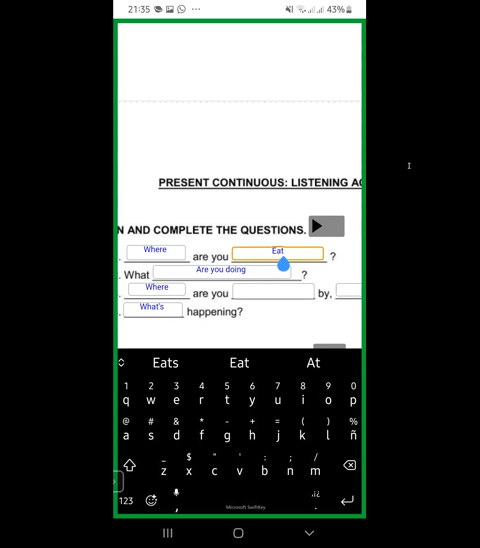 21:35 ... 43%
PRESENT CONTINUOUS: LISTENING AC
N AND COMPLETE THE QUESTIONS.
. Where are you Eat ?
. What Are you doing ?
. Where are you by,
. What's happening?
Eats Eat At
1 2 3 4 5 6 7 8 9 0
q w e r t y u i o p
@ # & * - + = ( ) %
a s d f g h j k l ñ
_ $ " ' : ; /
z x c v b n m
123 , Microsoft SwiftKey .,¡¿
.